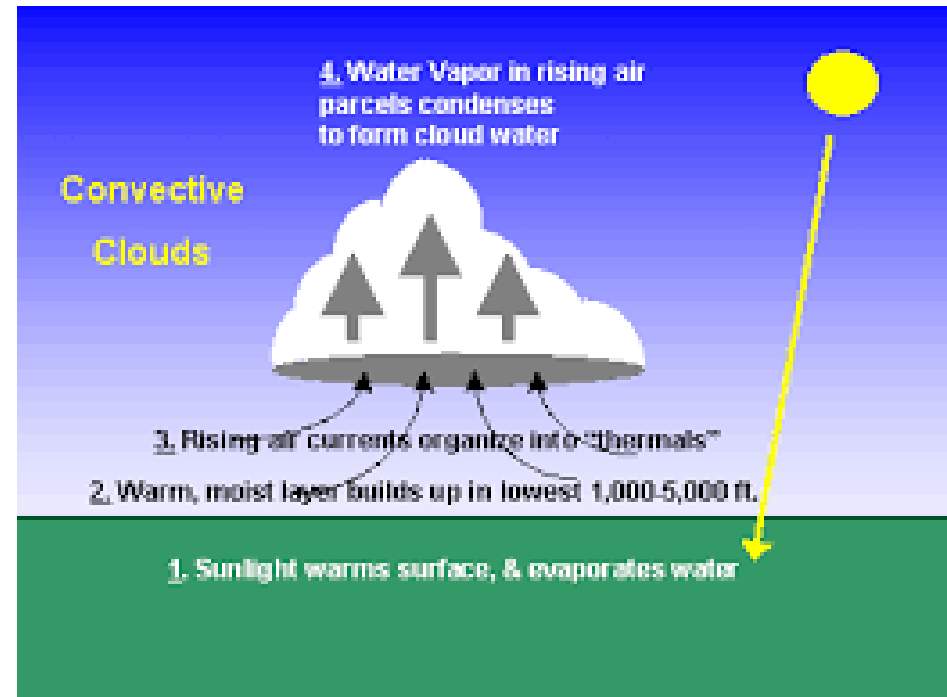 4. Water Vapor in rising air
parcels condenses
to form cloud water
Convective
Clouds
3. Rising air currents organize into "thermals"
2. Warm, moist layer builds up in lowest 1,000-5,000 ft.
1. Sunlight warms surface, & evaporates water